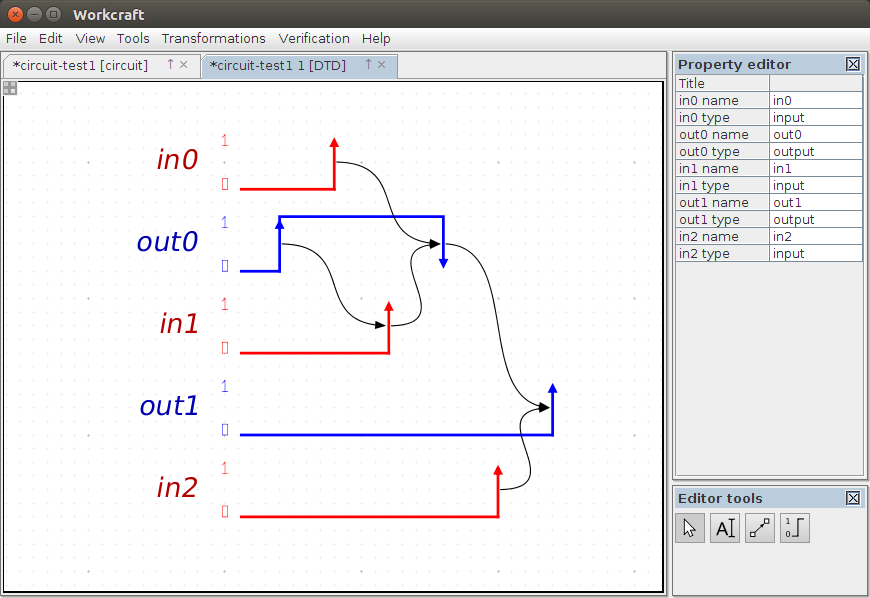 Workcraft
File Edit View Tools Transformations Verification Help
*circuit-test1 [circuit] *circuit-test1 1 [DTD]
in0 1 0
out0 1 0
in1 1 0
out1 1 0
in2 1 0
Property editor
Title
in0 name in0
in0 type input
out0 name out0
out0 type output
in1 name in1
in1 type input
out1 name out1
out1 type output
in2 name in2
in2 type input
Editor tools
A
1
0